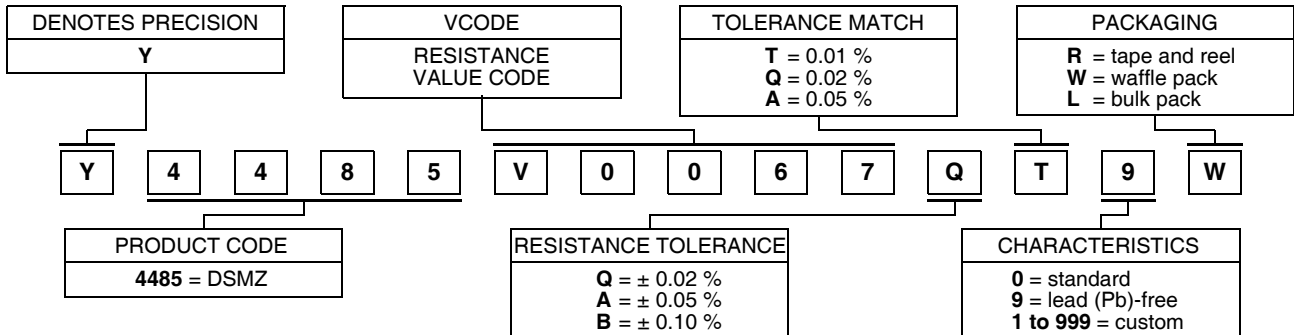 DENOTES PRECISION
Y
VCODE
RESISTANCE
VALUE CODE
TOLERANCE MATCH
T = 0.01 %
Q = 0.02 %
A = 0.05 %
PACKAGING
R = tape and reel
W = waffle pack
L = bulk pack
Y 4 4 8 5 V 0 0 6 7 Q T 9 W
PRODUCT CODE
4485 = DSMZ
RESISTANCE TOLERANCE
Q = ± 0.02 %
A = ± 0.05 %
B = ± 0.10 %
CHARACTERISTICS
0 = standard
9 = lead (Pb)-free
1 to 999 = custom